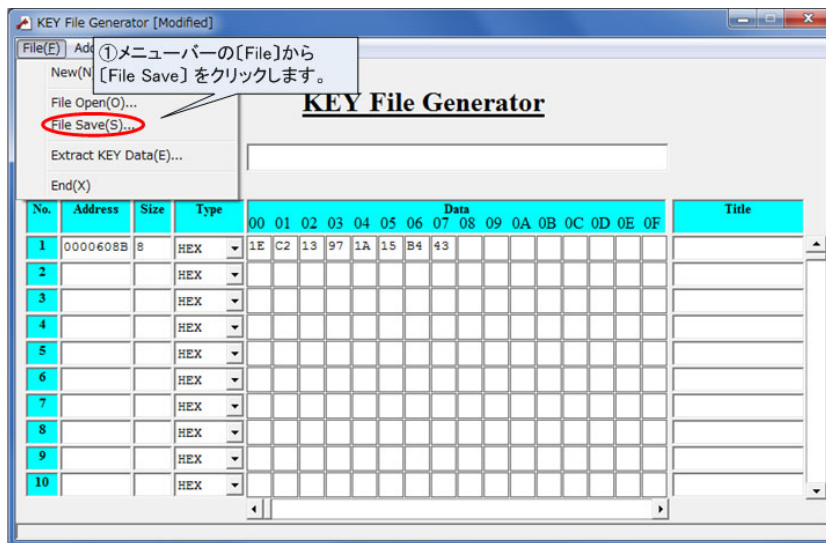 KEY File Generator [Modified]
File(F) Add
①メニューバーの〔File〕から
〔File Save〕をクリックします。
New(N)
File Open(O)...
File Save(S)...
Extract KEY Data(E)...
End(X)
KEY File Generator
No. Address Size Type Data Title
00 01 02 03 04 05 06 07 08 09 0A 0B 0C 0D 0E 0F
1 0000608B 8 HEX 1E C2 13 97 1A 15 B4 43
2 HEX
3 HEX
4 HEX
5 HEX
6 HEX
7 HEX
8 HEX
9 HEX
10 HEX